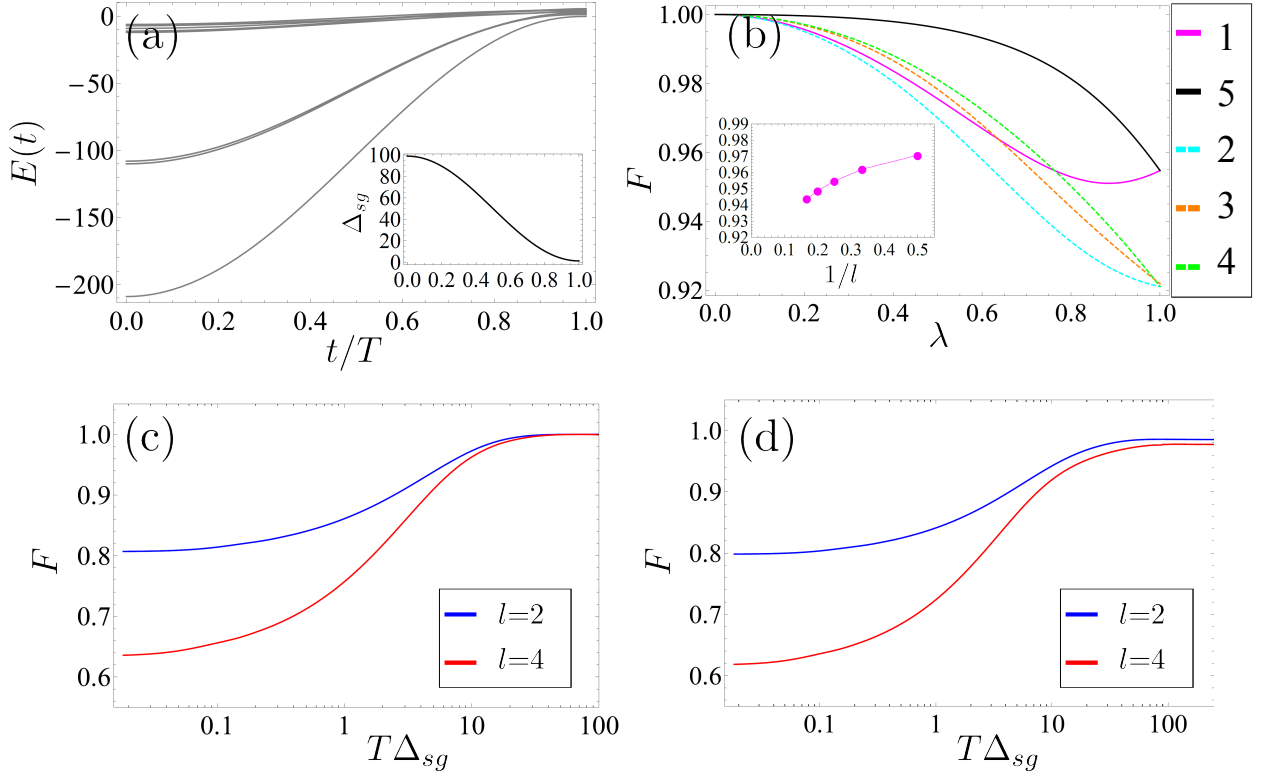 (a)
E(t)
0
−50
−100
−150
−200
0.0 0.2 0.4 0.6 0.8 1.0
t/T
Δsg
100
80
60
40
20
0
0.0 0.2 0.4 0.6 0.8 1.0
(b)
F
1.00
0.98
0.96
0.94
0.92
0.0 0.2 0.4 0.6 0.8 1.0
λ
0.99
0.98
0.97
0.96
0.95
0.94
0.93
0.92
0.0 0.1 0.2 0.3 0.4 0.5
1/l
1
5
2
3
4
(c)
F
1.0
0.9
0.8
0.7
0.6
0.1 1 10 100
TΔsg
l=2
l=4
(d)
F
1.0
0.9
0.8
0.7
0.6
0.1 1 10 100
TΔsg
l=2
l=4